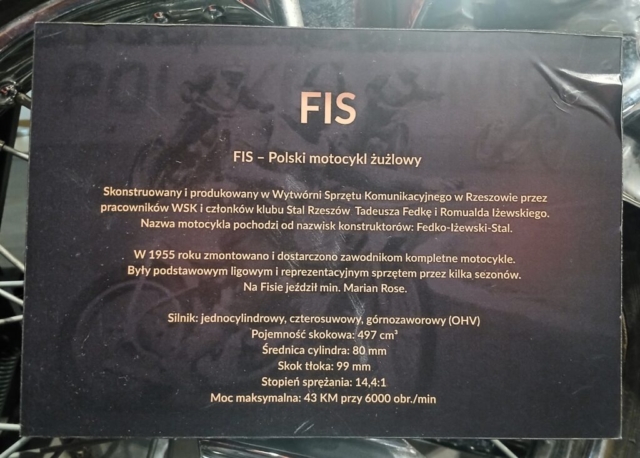 FIS
FIS – Polski motocykl żużlowy
Skonstruowany i produkowany w Wytwórni Sprzętu Komunikacyjnego w Rzeszowie przez
pracowników WSK i członków klubu Stal Rzeszów Tadeusza Fedkę i Romualda Iżewskiego.
Nazwa motocykla pochodzi od nazwisk konstruktorów: Fedko-Iżewski-Stal.
W 1955 roku zmontowano i dostarczono zawodnikom kompletne motocykle.
Były podstawowym ligowym i reprezentacyjnym sprzętem przez kilka sezonów.
Na Fisie jeździł min. Marian Rose.
Silnik: jednocylindrowy, czterosuwowy, górnozaworowy (OHV)
Pojemność skokowa: 497 cm³
Średnica cylindra: 80 mm
Skok tłoka: 99 mm
Stopień sprężania: 14,4:1
Moc maksymalna: 43 KM przy 6000 obr./min